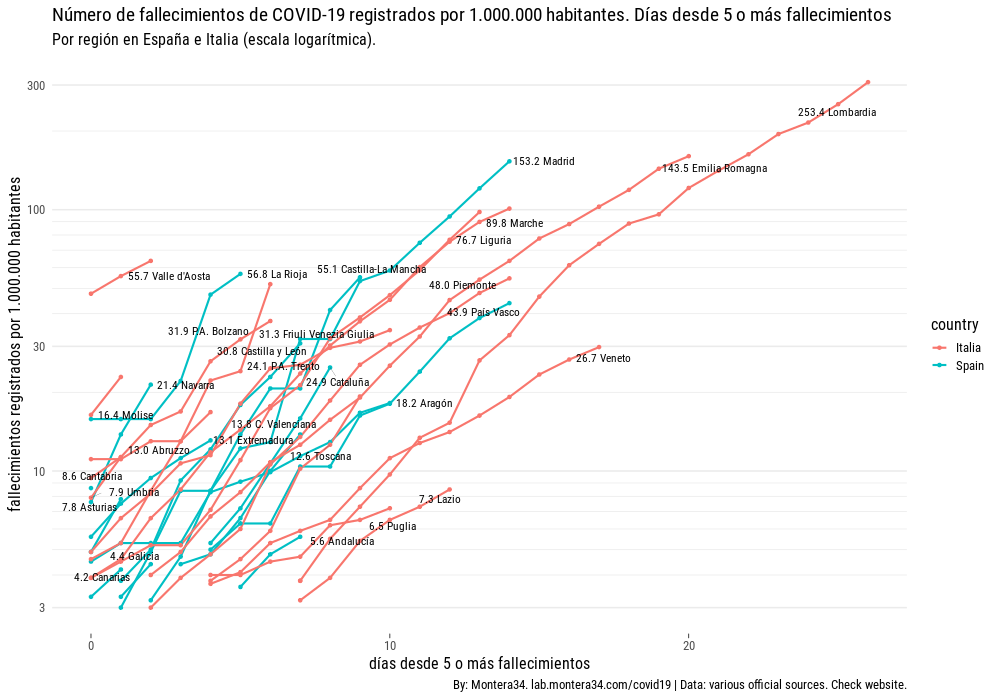 Número de fallecimientos de COVID-19 registrados por 1.000.000 habitantes. Días desde 5 o más fallecimientos
Por región en España e Italia (escala logarítmica).
fallecimientos registrados por 1.000.000 habitantes
300
100
30
10
3
253.4 Lombardia
143.5 Emilia Romagna
153.2 Madrid
89.8 Marche
76.7 Liguria
55.1 Castilla-La Mancha
56.8 La Rioja
55.7 Valle d'Aosta
48.0 Piemonte
43.9 País Vasco
31.9 P.A. Bolzano
31.3 Friuli Venezia Giulia
30.8 Castilla y León
26.7 Veneto
24.1 P.A. Trento
24.9 Cataluña
21.4 Navarra
18.2 Aragón
16.4 Molise
13.8 C. Valenciana
13.1 Extremadura
13.0 Abruzzo
12.6 Toscana
8.6 Cantabria
7.9 Umbria
7.8 Asturias
7.3 Lazio
6.5 Puglia
5.6 Andalucía
4.4 Galicia
4.2 Canarias
country
Italia
Spain
0
10
20
días desde 5 o más fallecimientos
By: Montera34. lab.montera34.com/covid19 | Data: various official sources. Check website.